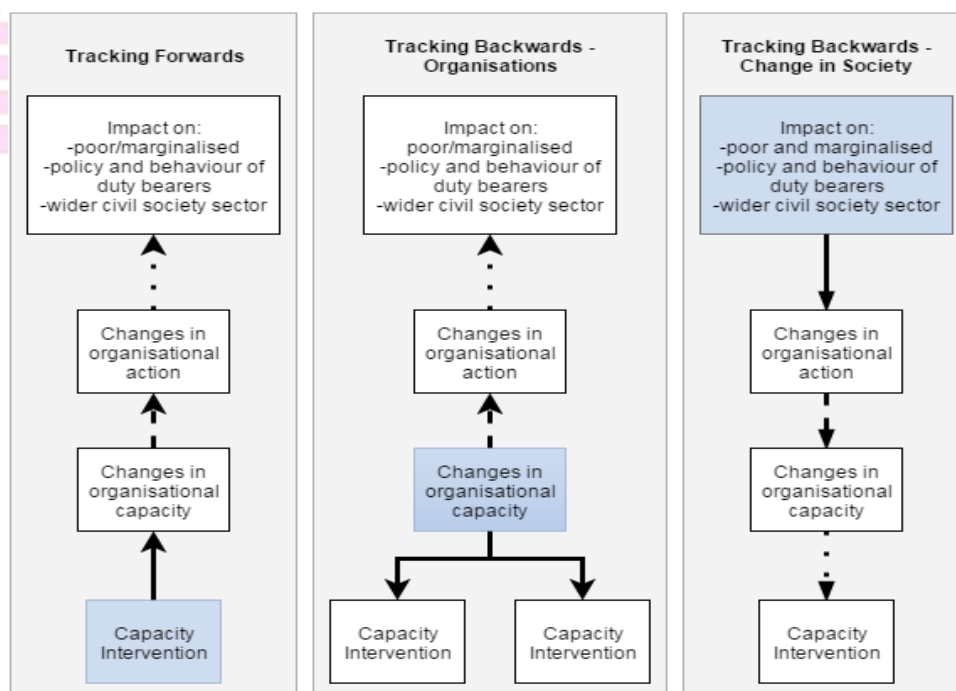 Tracking Forwards
Impact on:
-poor/marginalised
-policy and behaviour of
duty bearers
-wider civil society sector
Changes in
organisational
action
Changes in
organisational
capacity
Capacity
Intervention
Tracking Backwards -
Organisations
Impact on:
poor/marginalised
-policy and behaviour of
duty bearers
-wider civil society sector
Changes in
organisational
action
Changes in
organisational
capacity
Capacity
Intervention
Capacity
Intervention
Tracking Backwards -
Change in Society
Impact on:
-poor and marginalised
-policy and behaviour of
duty bearers
-wider civil society sector
Changes in
organisational
action
Changes in
organisational
capacity
Capacity
Intervention